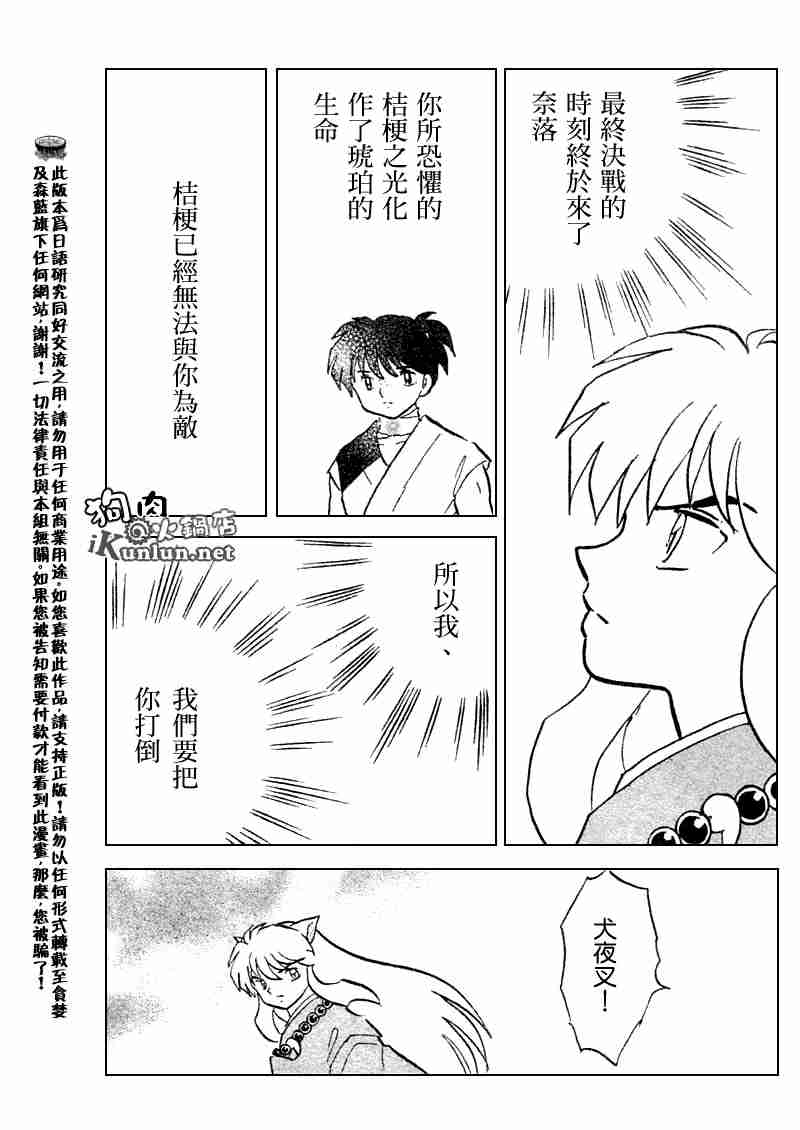 最終決戰的
時刻終於來了
奈落
你所恐懼的
桔梗之光化
作了琥珀的
生命
桔梗已經無法與你為敵
所以我、
我們要把
你打倒
犬夜叉！
狗肉
火鍋店
iKunlun.net
此版本爲日語研究同好交流之用，請勿用于任何商業用途。如您喜歡此作品，請支持正版！請勿以任何形式轉載至貪婪
及森藍旗下任何網站，謝謝！一切法律責任與本組無關。如果您被告知需要付款才能看到此漫畫，那麼，您被騙了！